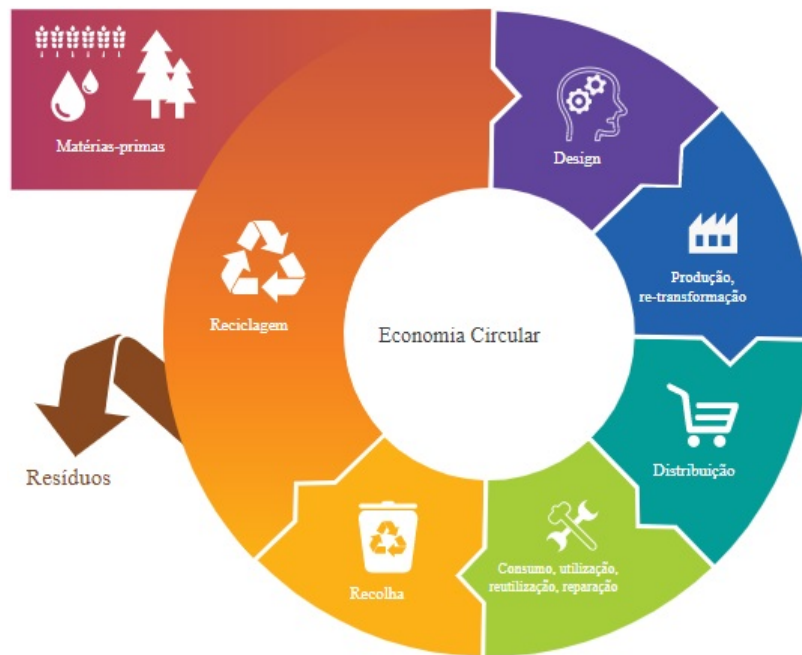 Matérias-primas
Design
Produção,
re-transformação
Reciclagem
Economia Circular
Distribuição
Resíduos
Consumo, utilização,
reutilização, reparação
Recolha